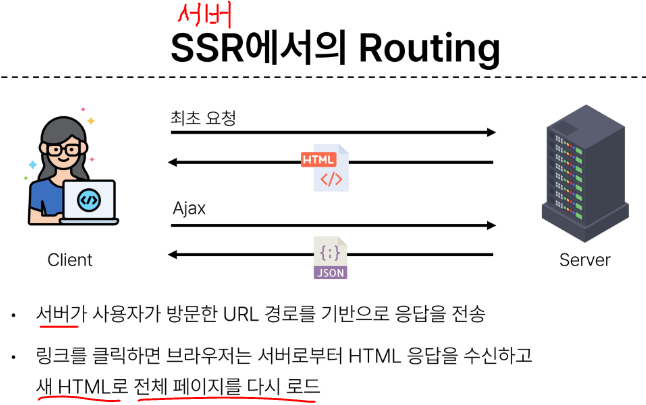 서버
SSR에서의 Routing
최초 요청
HTML
</>
Ajax
{;}
JSON
Client
Server
• 서버가 사용자가 방문한 URL 경로를 기반으로 응답을 전송
• 링크를 클릭하면 브라우저는 서버로부터 HTML 응답을 수신하고
새 HTML로 전체 페이지를 다시 로드